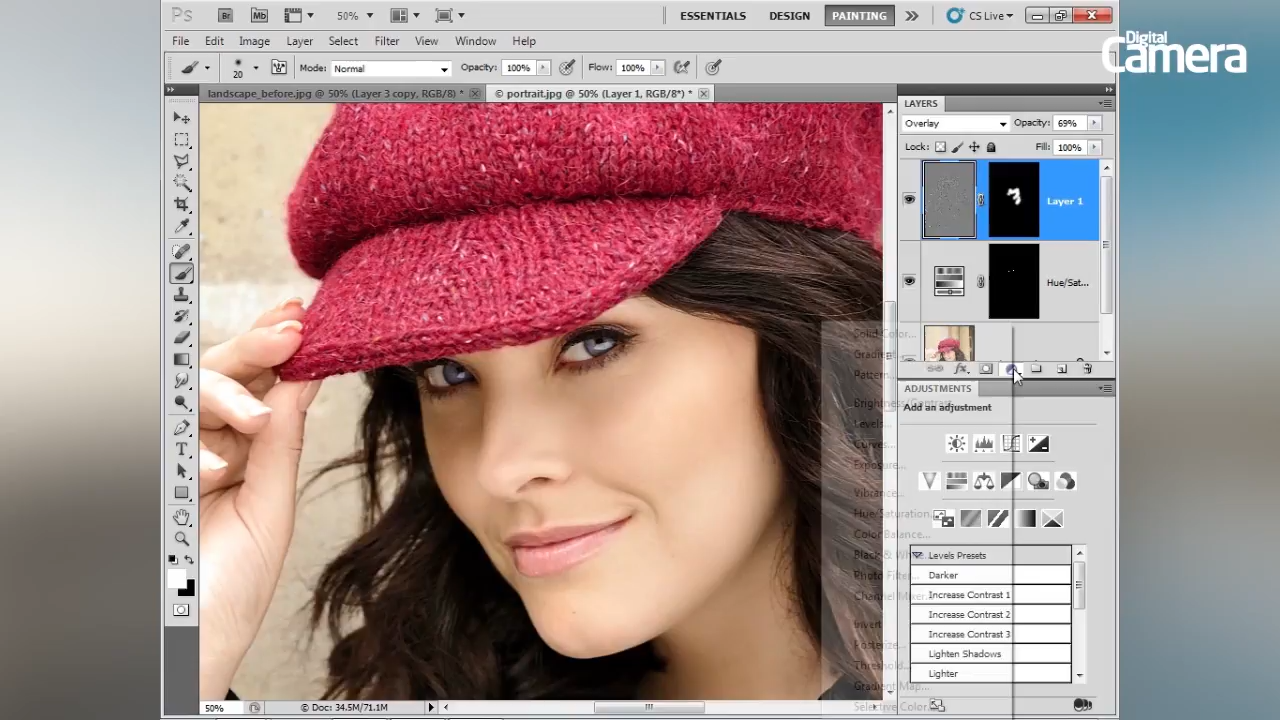 Ps
Br
Mb
50%
ESSENTIALS
DESIGN
PAINTING
CS Live
Digital
Camera
File
Edit
Image
Layer
Select
Filter
View
Window
Help
20
Mode:
Normal
Opacity:
100%
Flow:
100%
landscape_before.jpg @ 50% (Layer 3 copy, RGB/8) *
© portrait.jpg @ 50% (Layer 1, RGB/8*) *
LAYERS
Overlay
Opacity:
69%
Lock:
Fill:
100%
Layer 1
Hue/Sat...
Solid Color...
Gradient...
Pattern...
Brightness/Contrast...
Levels...
Curves...
Exposure...
Vibrance...
Hue/Saturation...
Color Balance...
Black & White...
Photo Filter...
Channel Mixer...
Invert
Posterize...
Threshold...
Gradient Map...
Selective Color...
ADJUSTMENTS
Add an adjustment
Levels Presets
Darker
Increase Contrast 1
Increase Contrast 2
Increase Contrast 3
Lighten Shadows
Lighter
50%
© Doc: 34.5M/71.1M